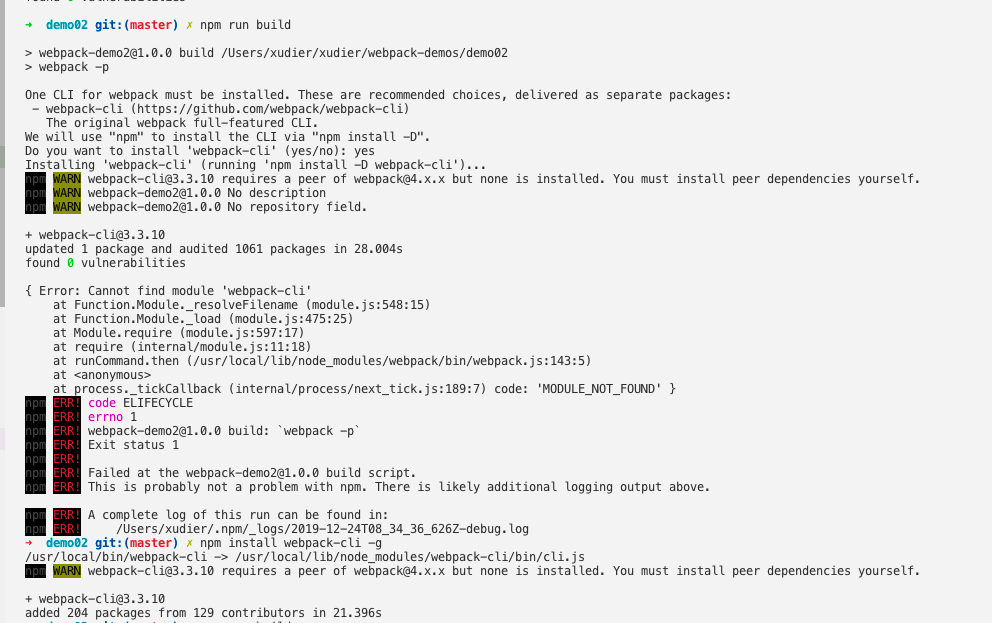 ➜  demo02 git:(master) ✗ npm run build
> webpack-demo2@1.0.0 build /Users/xudier/xudier/webpack-demos/demo02
> webpack -p
One CLI for webpack must be installed. These are recommended choices, delivered as separate packages:
 - webpack-cli (https://github.com/webpack/webpack-cli)
   The original webpack full-featured CLI.
We will use "npm" to install the CLI via "npm install -D".
Do you want to install 'webpack-cli' (yes/no): yes
Installing 'webpack-cli' (running 'npm install -D webpack-cli')...
npm WARN webpack-cli@3.3.10 requires a peer of webpack@4.x.x but none is installed. You must install peer dependencies yourself.
npm WARN webpack-demo2@1.0.0 No description
npm WARN webpack-demo2@1.0.0 No repository field.
+ webpack-cli@3.3.10
updated 1 package and audited 1061 packages in 28.004s
found 0 vulnerabilities
{ Error: Cannot find module 'webpack-cli'
    at Function.Module._resolveFilename (module.js:548:15)
    at Function.Module._load (module.js:475:25)
    at Module.require (module.js:597:17)
    at require (internal/module.js:11:18)
    at runCommand.then (/usr/local/lib/node_modules/webpack/bin/webpack.js:143:5)
    at <anonymous>
    at process._tickCallback (internal/process/next_tick.js:189:7) code: 'MODULE_NOT_FOUND' }
npm ERR! code ELIFECYCLE
npm ERR! errno 1
npm ERR! webpack-demo2@1.0.0 build: `webpack -p`
npm ERR! Exit status 1
npm ERR!
npm ERR! Failed at the webpack-demo2@1.0.0 build script.
npm ERR! This is probably not a problem with npm. There is likely additional logging output above.
npm ERR! A complete log of this run can be found in:
npm ERR!     /Users/xudier/.npm/_logs/2019-12-24T08_34_36_626Z-debug.log
➜  demo02 git:(master) ✗ npm install webpack-cli -g
/usr/local/bin/webpack-cli -> /usr/local/lib/node_modules/webpack-cli/bin/cli.js
npm WARN webpack-cli@3.3.10 requires a peer of webpack@4.x.x but none is installed. You must install peer dependencies yourself.
+ webpack-cli@3.3.10
added 204 packages from 129 contributors in 21.396s